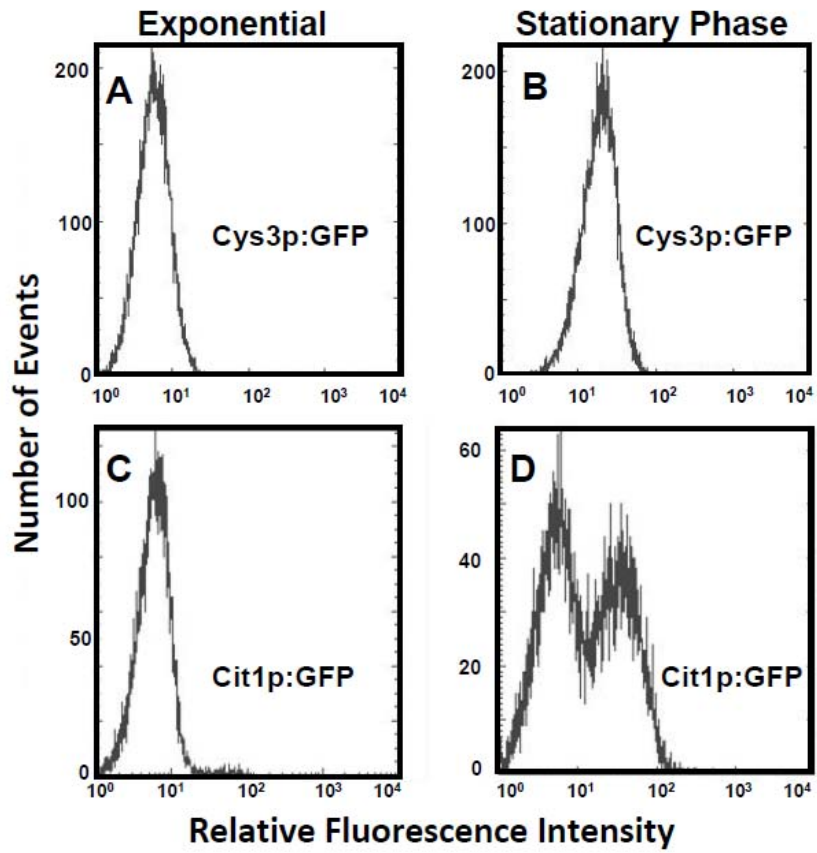 Exponential
Stationary Phase
A
Cys3p:GFP
200
100
0
10⁰ 10¹ 10² 10³ 10⁴
B
Cys3p:GFP
200
100
0
10⁰ 10¹ 10² 10³ 10⁴
Number of Events
C
Cit1p:GFP
100
50
0
10⁰ 10¹ 10² 10³ 10⁴
D
Cit1p:GFP
60
40
20
0
10⁰ 10¹ 10² 10³ 10⁴
Relative Fluorescence Intensity